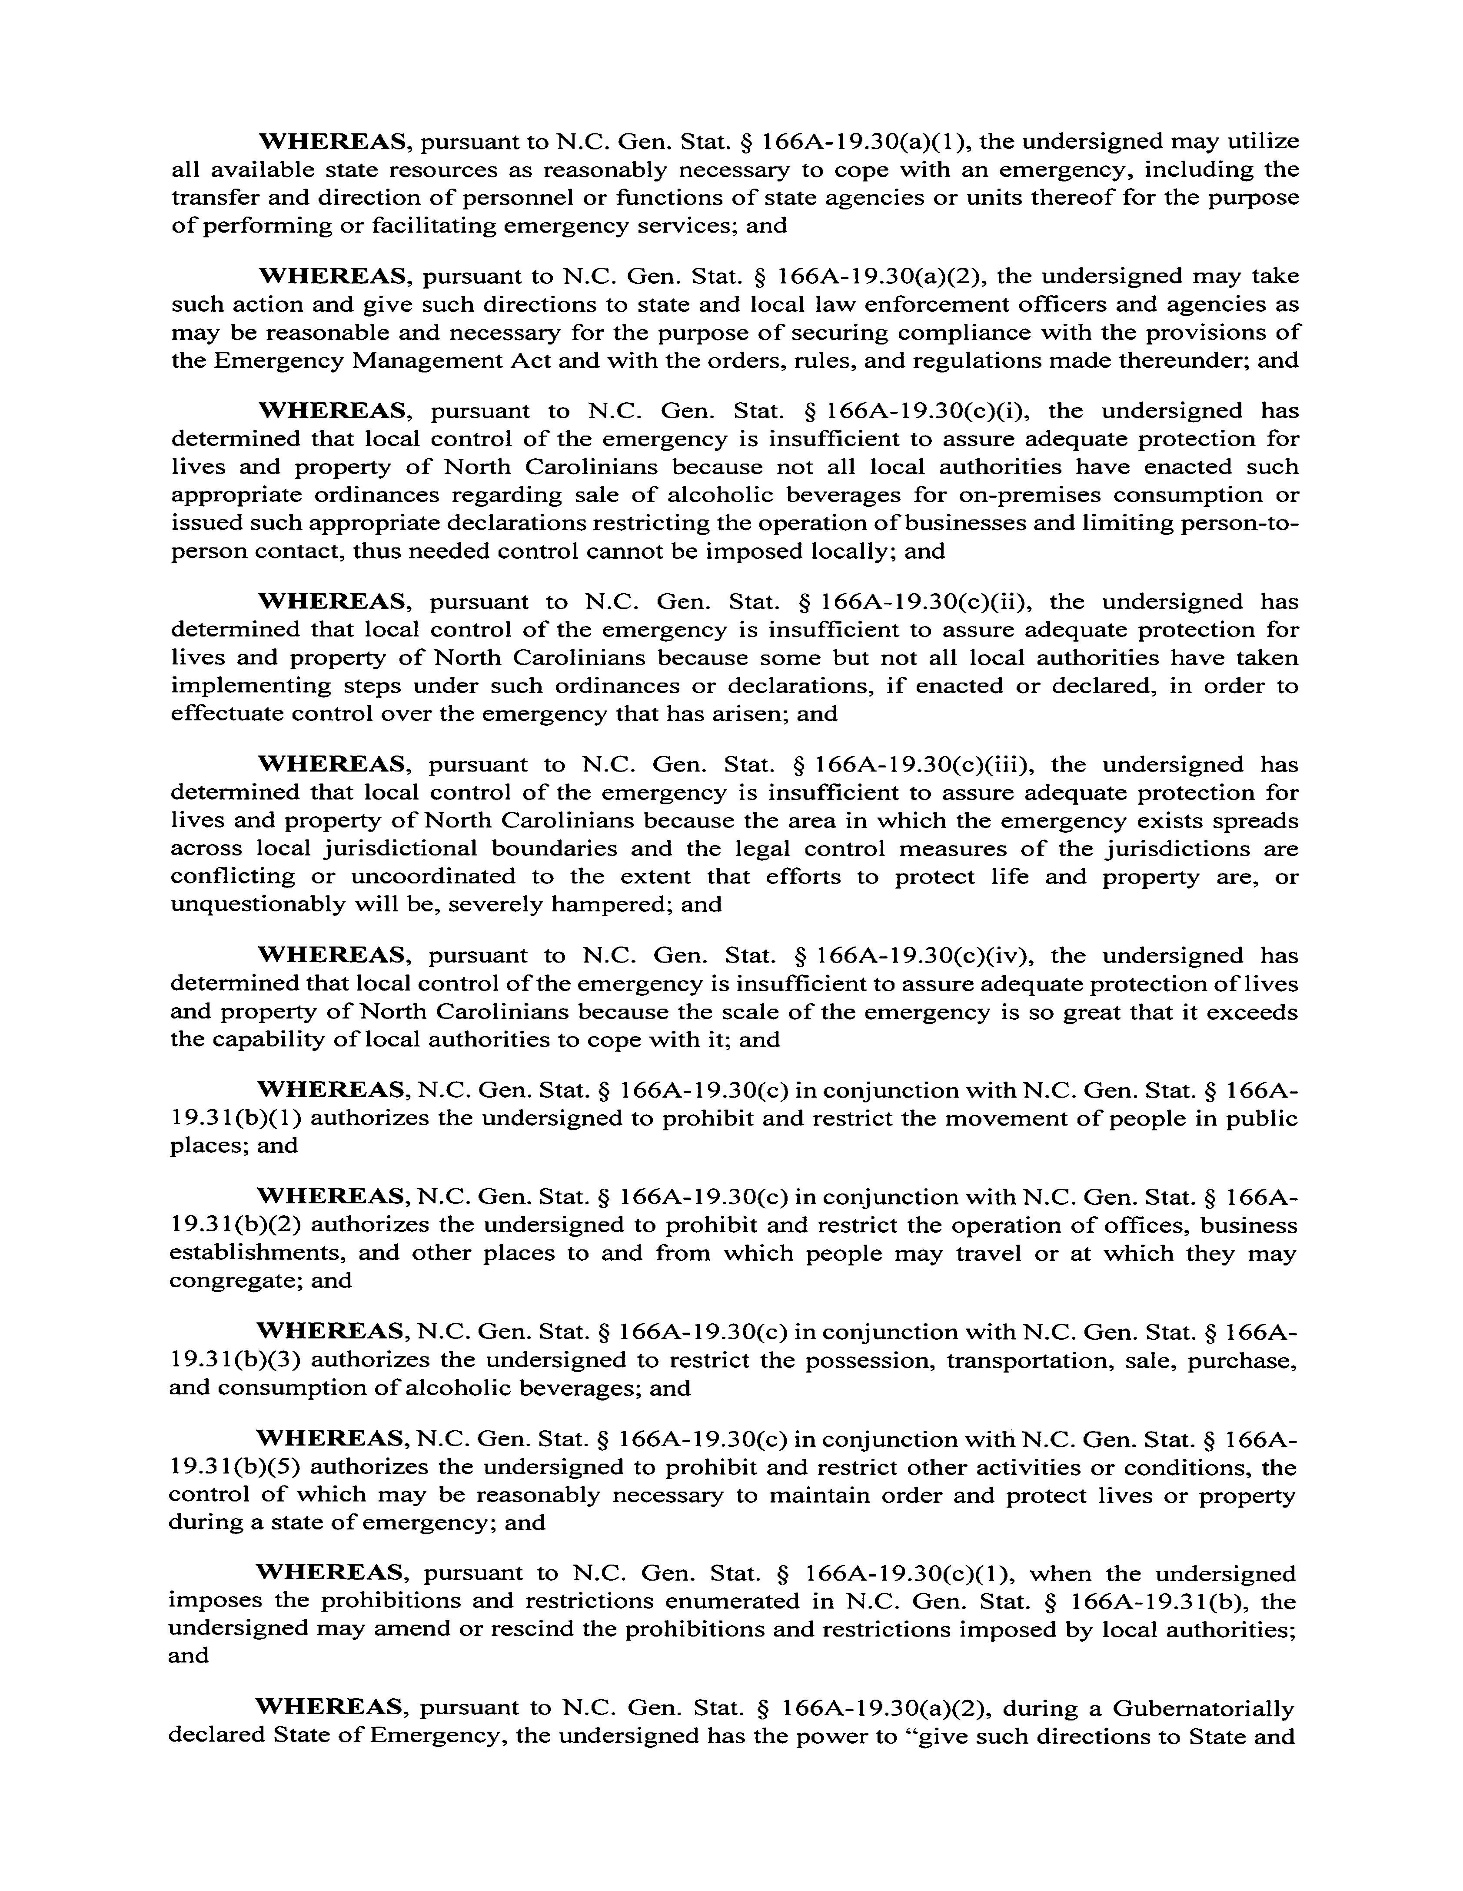 WHEREAS, pursuant to N.C. Gen. Stat. § 166A-19.30(a)(1), the undersigned may utilize
all available state resources as reasonably necessary to cope with an emergency, including the
transfer and direction of personnel or functions of state agencies or units thereof for the purpose
of performing or facilitating emergency services; and
WHEREAS, pursuant to N.C. Gen. Stat. § 166A-19.30(a)(2), the undersigned may take
such action and give such directions to state and local law enforcement officers and agencies as
may be reasonable and necessary for the purpose of securing compliance with the provisions of
the Emergency Management Act and with the orders, rules, and regulations made thereunder; and
WHEREAS, pursuant to N.C. Gen. Stat. § 166A-19.30(c)(i), the undersigned has
determined that local control of the emergency is insufficient to assure adequate protection for
lives and property of North Carolinians because not all local authorities have enacted such
appropriate ordinances regarding sale of alcoholic beverages for on-premises consumption or
issued such appropriate declarations restricting the operation of businesses and limiting person-to-
person contact, thus needed control cannot be imposed locally; and
WHEREAS, pursuant to N.C. Gen. Stat. § 166A-19.30(c)(ii), the undersigned has
determined that local control of the emergency is insufficient to assure adequate protection for
lives and property of North Carolinians because some but not all local authorities have taken
implementing steps under such ordinances or declarations, if enacted or declared, in order to
effectuate control over the emergency that has arisen; and
WHEREAS, pursuant to N.C. Gen. Stat. § 166A-19.30(c)(iii), the undersigned has
determined that local control of the emergency is insufficient to assure adequate protection for
lives and property of North Carolinians because the area in which the emergency exists spreads
across local jurisdictional boundaries and the legal control measures of the jurisdictions are
conflicting or uncoordinated to the extent that efforts to protect life and property are, or
unquestionably will be, severely hampered; and
WHEREAS, pursuant to N.C. Gen. Stat. § 166A-19.30(c)(iv), the undersigned has
determined that local control of the emergency is insufficient to assure adequate protection of lives
and property of North Carolinians because the scale of the emergency is so great that it exceeds
the capability of local authorities to cope with it; and
WHEREAS, N.C. Gen. Stat. § 166A-19.30(c) in conjunction with N.C. Gen. Stat. § 166A-
19.31(b)(1) authorizes the undersigned to prohibit and restrict the movement of people in public
places; and
WHEREAS, N.C. Gen. Stat. § 166A-19.30(c) in conjunction with N.C. Gen. Stat. § 166A-
19.31(b)(2) authorizes the undersigned to prohibit and restrict the operation of offices, business
establishments, and other places to and from which people may travel or at which they may
congregate; and
WHEREAS, N.C. Gen. Stat. § 166A-19.30(c) in conjunction with N.C. Gen. Stat. § 166A-
19.31(b)(3) authorizes the undersigned to restrict the possession, transportation, sale, purchase,
and consumption of alcoholic beverages; and
WHEREAS, N.C. Gen. Stat. § 166A-19.30(c) in conjunction with N.C. Gen. Stat. § 166A-
19.31(b)(5) authorizes the undersigned to prohibit and restrict other activities or conditions, the
control of which may be reasonably necessary to maintain order and protect lives or property
during a state of emergency; and
WHEREAS, pursuant to N.C. Gen. Stat. § 166A-19.30(c)(1), when the undersigned
imposes the prohibitions and restrictions enumerated in N.C. Gen. Stat. § 166A-19.31(b), the
undersigned may amend or rescind the prohibitions and restrictions imposed by local authorities;
and
WHEREAS, pursuant to N.C. Gen. Stat. § 166A-19.30(a)(2), during a Gubernatorially
declared State of Emergency, the undersigned has the power to “give such directions to State and